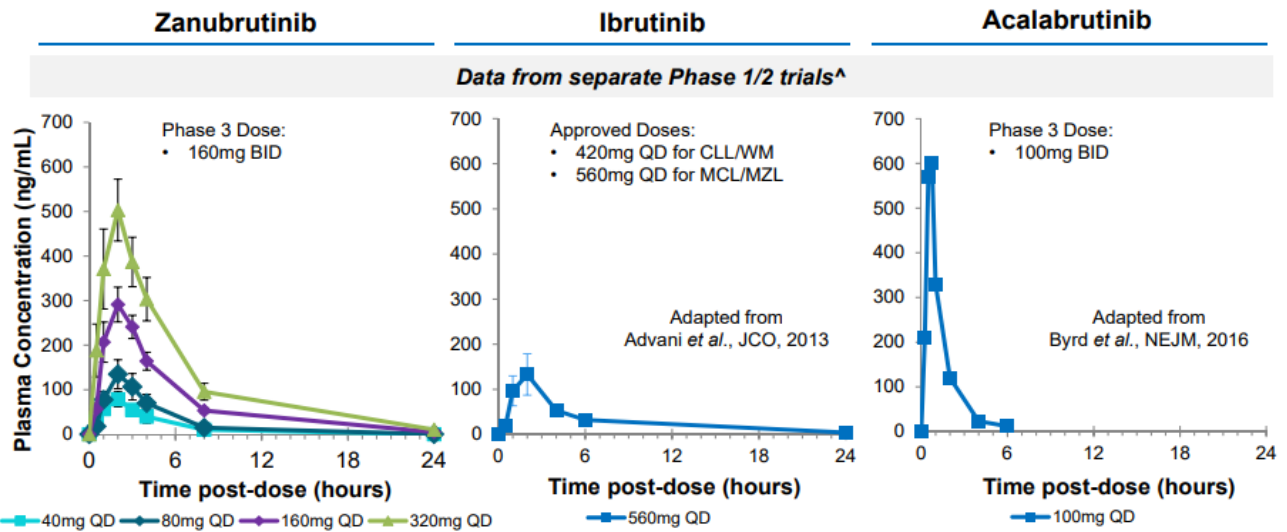 Zanubrutinib
Ibrutinib
Acalabrutinib
Data from separate Phase 1/2 trials^
Plasma Concentration (ng/mL)
700
600
500
400
300
200
100
0
Phase 3 Dose:
• 160mg BID
0 6 12 18 24
Time post-dose (hours)
40mg QD 80mg QD 160mg QD 320mg QD
700
600
500
400
300
200
100
0
Approved Doses:
• 420mg QD for CLL/WM
• 560mg QD for MCL/MZL
Adapted from
Advani et al., JCO, 2013
0 6 12 18 24
Time post-dose (hours)
560mg QD
700
600
500
400
300
200
100
0
Phase 3 Dose:
• 100mg BID
Adapted from
Byrd et al., NEJM, 2016
0 6 12 18 24
Time post-dose (hours)
100mg QD